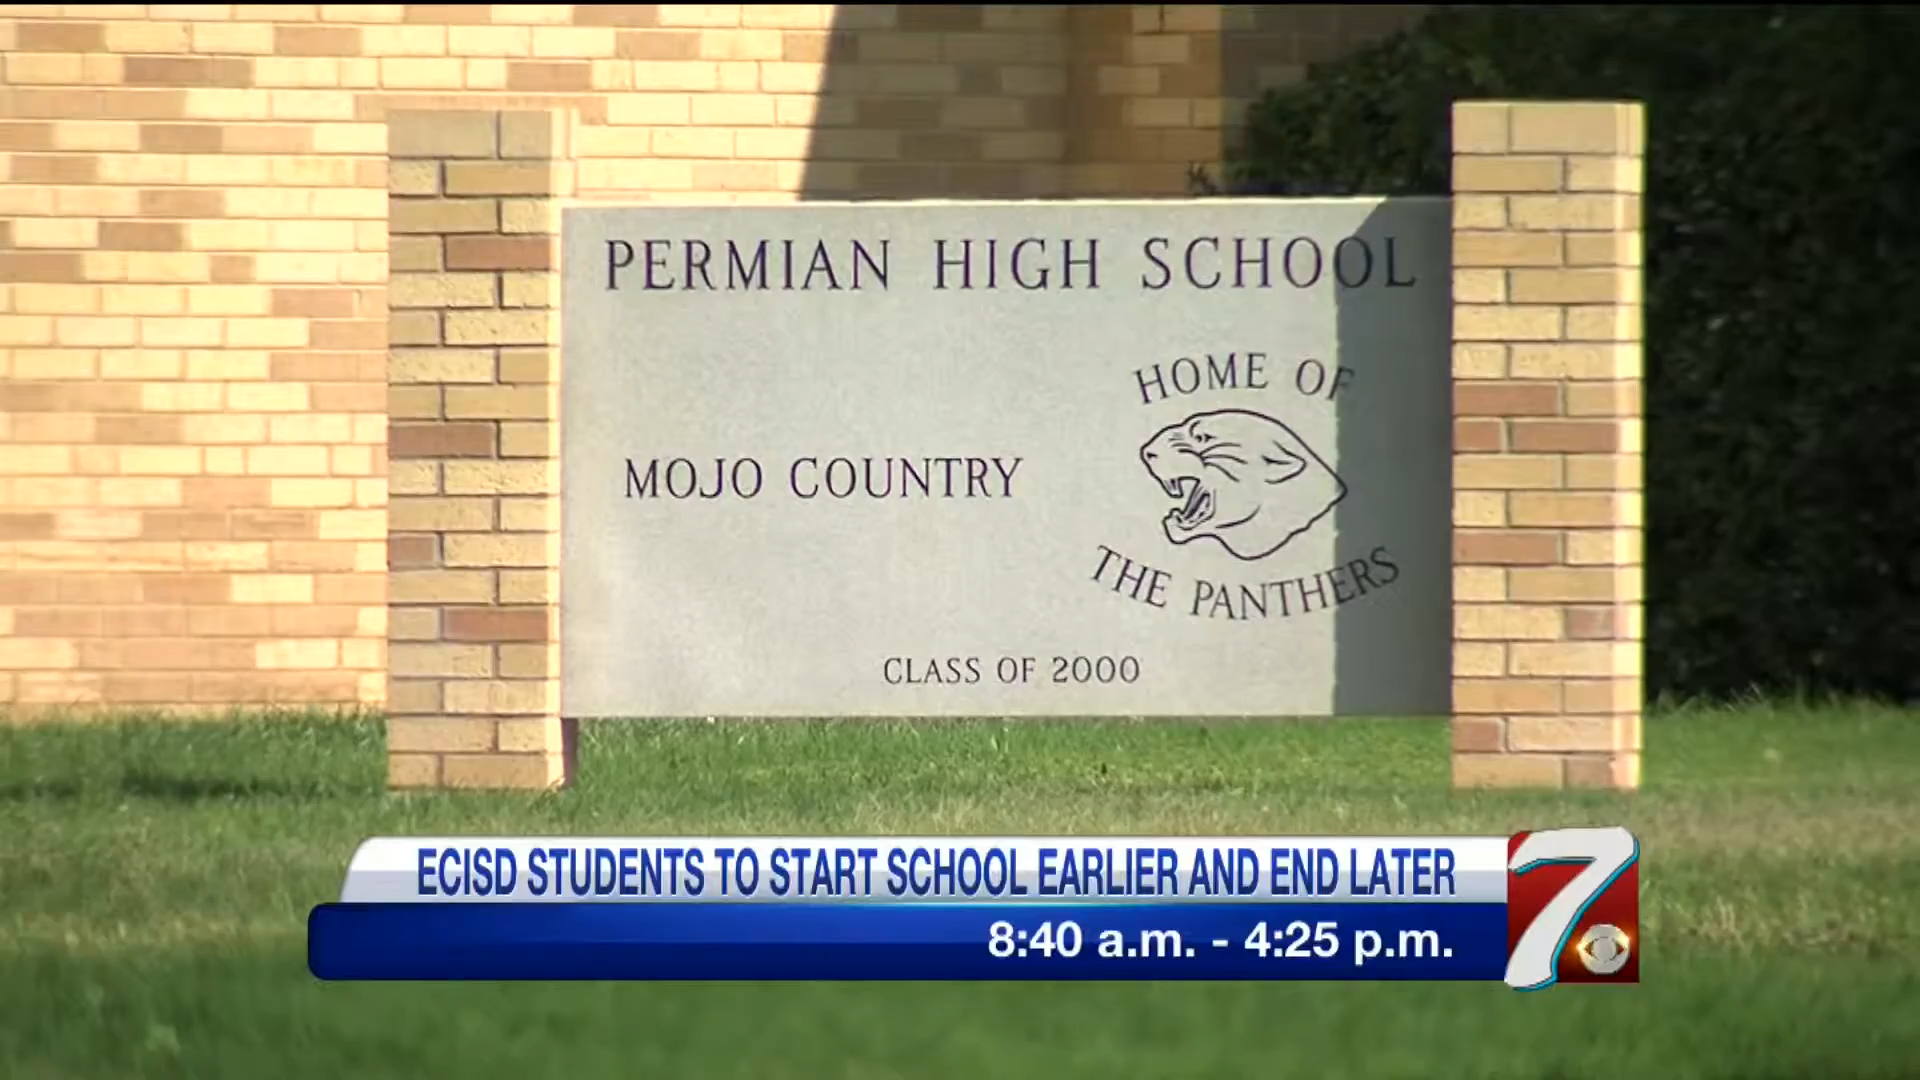 PERMIAN HIGH SCHOOL
HOME OF
MOJO COUNTRY
THE PANTHERS
CLASS OF 2000
ECISD STUDENTS TO START SCHOOL EARLIER AND END LATER
8:40 a.m. - 4:25 p.m.
7